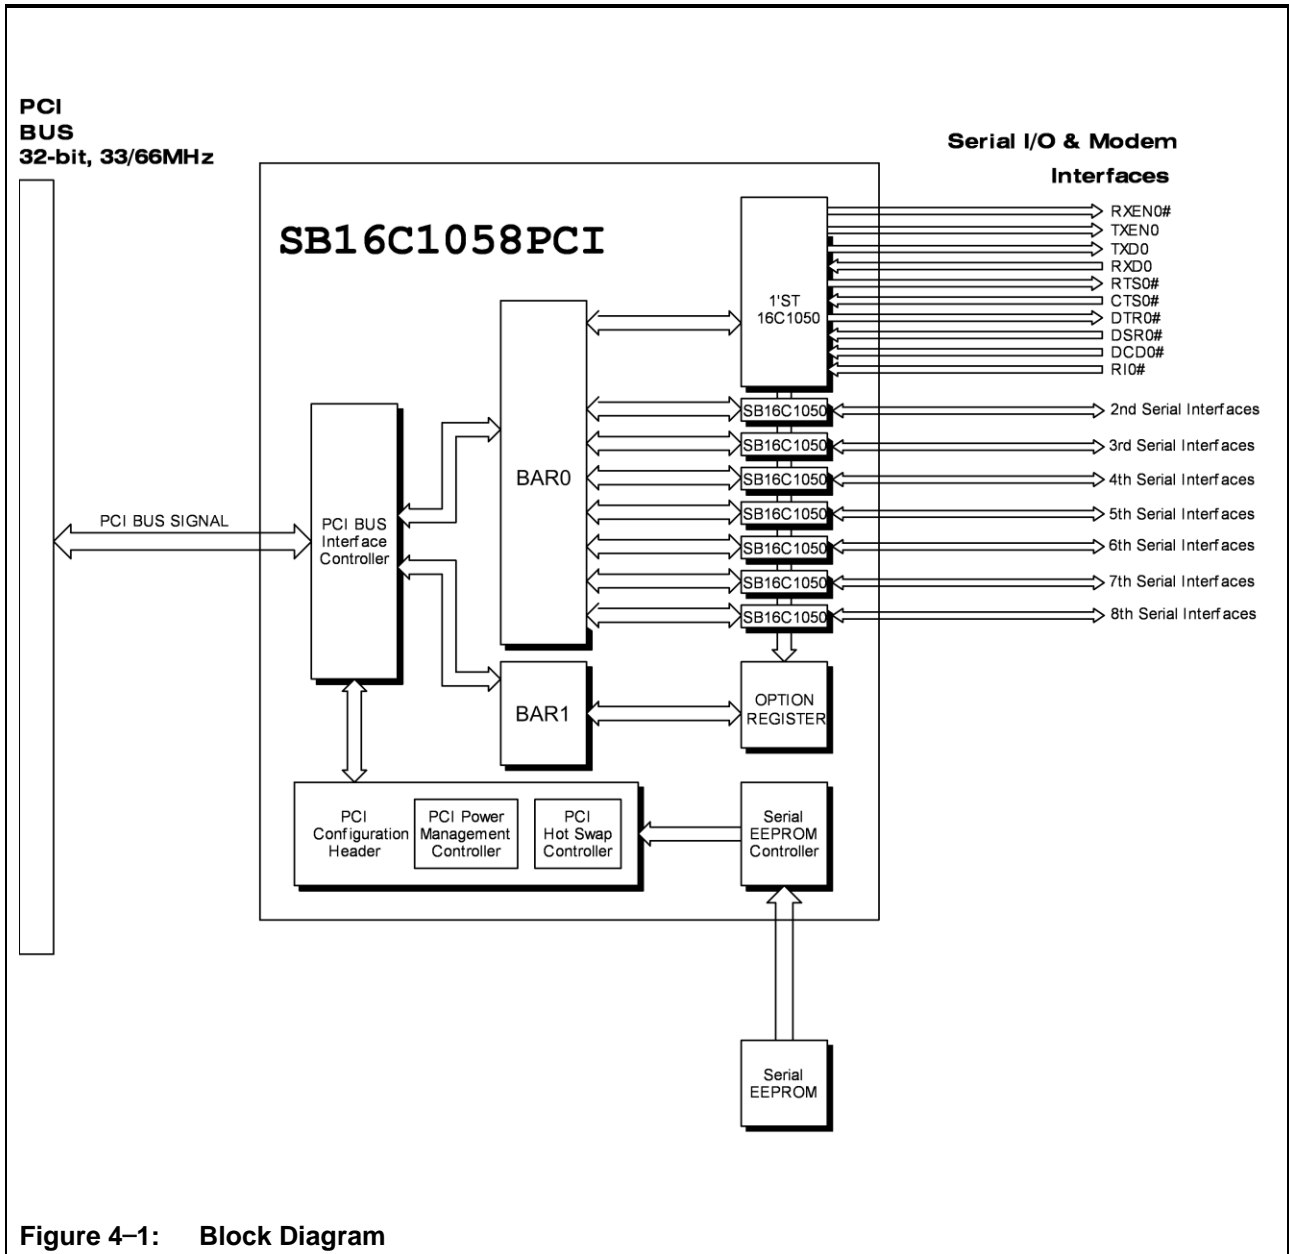 PCI
BUS
32-bit, 33/66MHz
Serial I/O & Modem
Interfaces
SB16C1058PCI
1'ST
16C1050
RXEN0#
TXEN0
TXD0
RXD0
RTS0#
CTS0#
DTR0#
DSR0#
DCD0#
RI0#
SB16C1050
2nd Serial Interfaces
SB16C1050
3rd Serial Interfaces
SB16C1050
4th Serial Interfaces
SB16C1050
5th Serial Interfaces
SB16C1050
6th Serial Interfaces
SB16C1050
7th Serial Interfaces
SB16C1050
8th Serial Interfaces
BAR0
PCI BUS SIGNAL
PCI BUS
Interface
Controller
BAR1
OPTION
REGISTER
PCI
Configuration
Header
PCI Power
Management
Controller
PCI
Hot Swap
Controller
Serial
EEPROM
Controller
Serial
EEPROM
Figure 4–1: Block Diagram